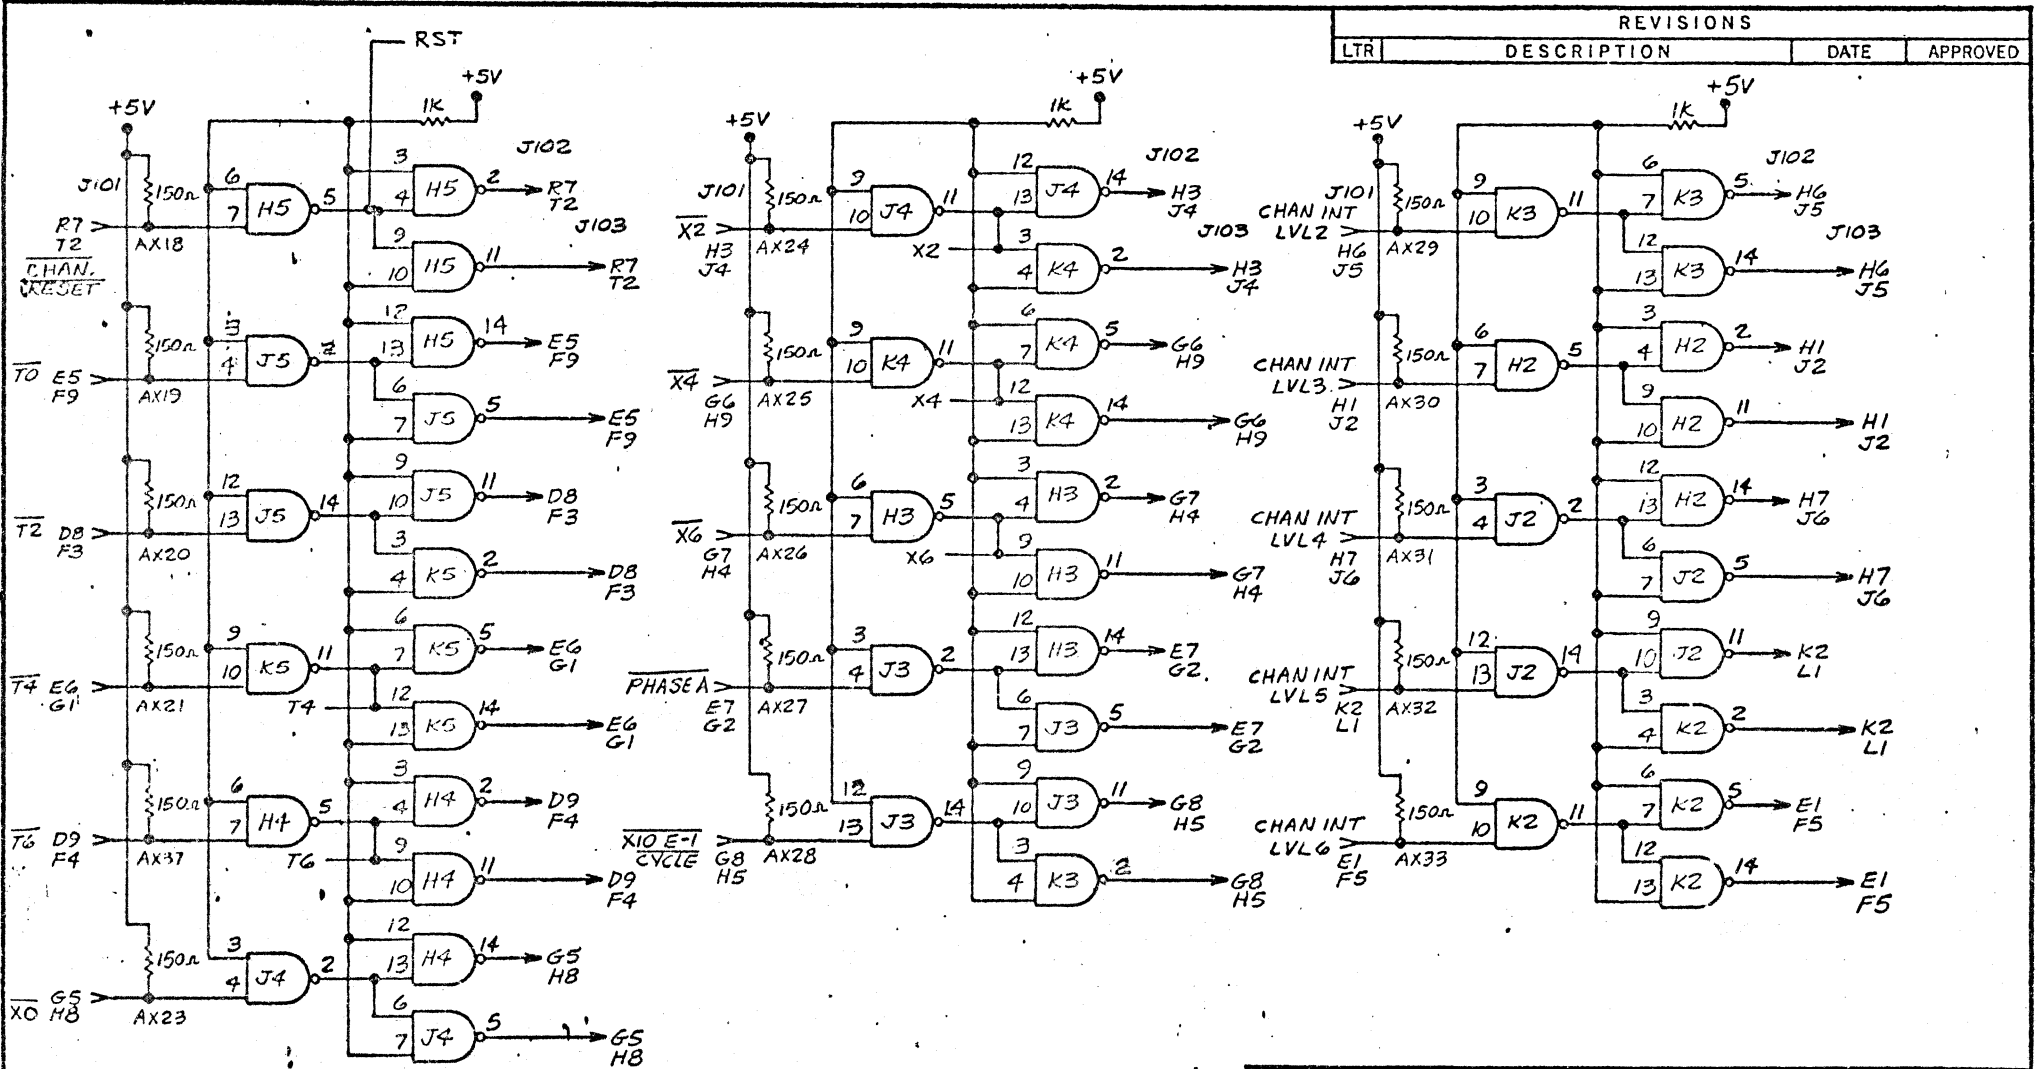 REVISIONS
LTR DESCRIPTION DATE APPROVED
RST
+5V
+5V
1K
J102
J101
150Ω
6
7
H5
5
3
4
H5
2
R7
T2
J103
R7
T2
CHAN.
RESET
AX18
9
10
H5
11
R7
T2
150Ω
3
4
J5
2
12
13
H5
14
E5
F9
T0 E5
F9
AX19
6
7
J5
5
E5
F9
150Ω
12
13
J5
14
9
10
J5
11
D8
F3
T2 D8
F3
AX20
3
4
K5
2
D8
F3
150Ω
9
10
K5
11
6
7
K5
5
E6
G1
T4 E6
G1
AX21
T4
12
13
K5
14
E6
G1
150Ω
6
7
H4
5
3
4
H4
2
D9
F4
T6 D9
F4
AX37
T6
9
10
H4
11
D9
F4
150Ω
3
4
J4
2
12
13
H4
14
G5
H8
X0 G5
H8
AX23
6
7
J4
5
G5
H8
+5V
+5V
1K
J102
J101
150Ω
9
10
J4
11
12
13
J4
14
H3
J4
J103
X2
H3
J4
AX24
X2
3
4
K4
2
H3
J4
150Ω
9
10
K4
11
6
7
K4
5
G6
H9
X4
G6
H9
AX25
X4
12
13
K4
14
G6
H9
150Ω
6
7
H3
5
3
4
H3
2
G7
H4
X6
G7
H4
AX26
X6
9
10
H3
11
G7
H4
150Ω
3
4
J3
2
12
13
H3
14
E7
G2
PHASE A
E7
G2
AX27
6
7
J3
5
E7
G2
150Ω
12
13
J3
14
9
10
J3
11
G8
H5
X10 E-1
CYCLE
G8
H5
AX28
3
4
K3
2
G8
H5
+5V
+5V
1K
J102
J101
150Ω
9
10
K3
11
6
7
K3
5
H6
J5
J103
CHAN INT
LVL2
H6
J5
AX29
12
13
K3
14
H6
J5
150Ω
6
7
H2
5
3
4
H2
2
H1
J2
CHAN INT
LVL3
H1
J2
AX30
9
10
H2
11
H1
J2
150Ω
3
4
J2
2
12
13
H2
14
H7
J6
CHAN INT
LVL4
H7
J6
AX31
6
7
J2
5
H7
J6
150Ω
12
13
J2
14
9
10
J2
11
K2
L1
CHAN INT
LVL5
K2
L1
AX32
3
4
K2
2
K2
L1
150Ω
9
10
K2
11
6
7
K2
5
E1
F5
CHAN INT
LVL6
E1
F5
AX33
12
13
K2
14
E1
F5